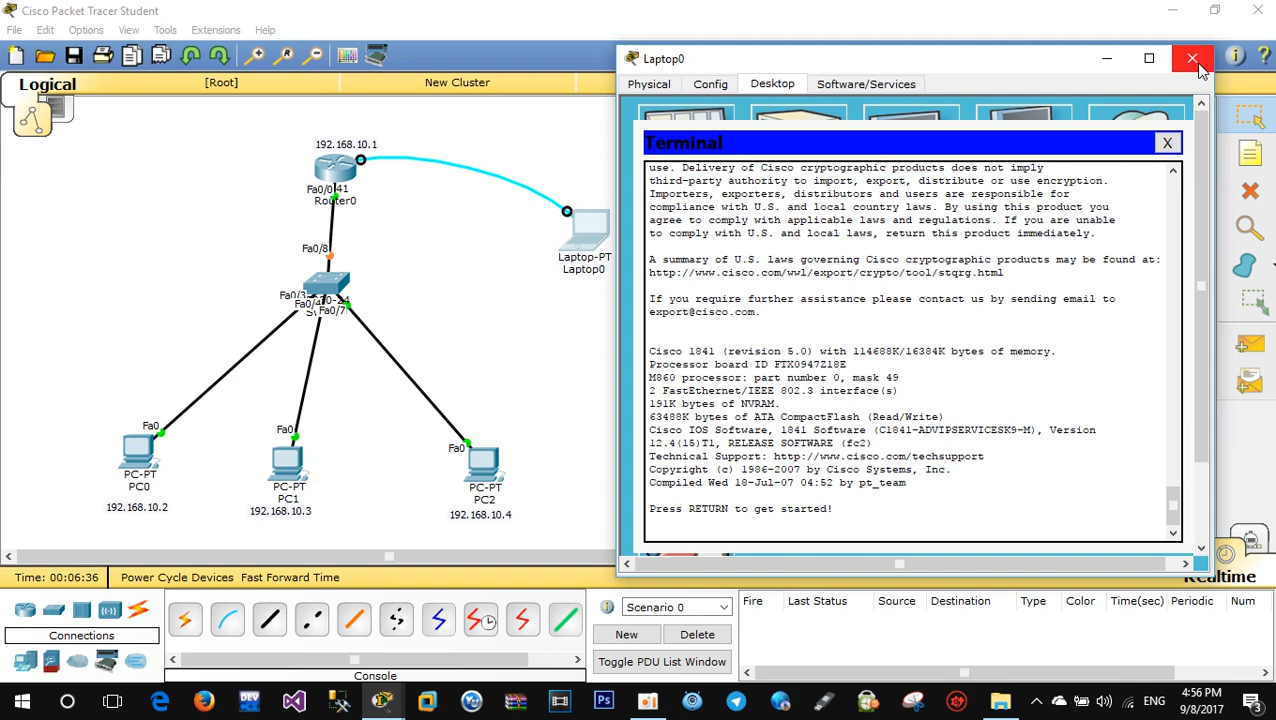 Cisco Packet Tracer Student
File Edit Options View Tools Extensions Help
Logical
[Root]
New Cluster
192.168.10.1
Fa0/0
41
Router0
Fa0/8
Fa0/7
Laptop-PT
Laptop0
Fa0
PC-PT
PC0
192.168.10.2
Fa0
PC-PT
PC1
192.168.10.3
Fa0
PC-PT
PC2
192.168.10.4
Laptop0
Physical Config Desktop Software/Services
Terminal
X
use. Delivery of Cisco cryptographic products does not imply
third-party authority to import, export, distribute or use encryption.
Importers, exporters, distributors and users are responsible for
compliance with U.S. and local country laws. By using this product you
agree to comply with applicable laws and regulations. If you are unable
to comply with U.S. and local laws, return this product immediately.
A summary of U.S. laws governing Cisco cryptographic products may be found at:
http://www.cisco.com/wwl/export/crypto/tool/stqrg.html
If you require further assistance please contact us by sending email to
export@cisco.com.
Cisco 1841 (revision 5.0) with 114688K/16384K bytes of memory.
Processor board ID FTX0947Z18E
M860 processor: part number 0, mask 49
2 FastEthernet/IEEE 802.3 interface(s)
191K bytes of NVRAM.
63488K bytes of ATA CompactFlash (Read/Write)
Cisco IOS Software, 1841 Software (C1841-ADVIPSERVICESK9-M), Version
12.4(15)T1, RELEASE SOFTWARE (fc2)
Technical Support: http://www.cisco.com/techsupport
Copyright (c) 1986-2007 by Cisco Systems, Inc.
Compiled Wed 18-Jul-07 04:52 by pt_team
Press RETURN to get started!
Time: 00:06:36 Power Cycle Devices Fast Forward Time
Realtime
Connections
Console
Scenario 0
New Delete
Toggle PDU List Window
Fire Last Status Source Destination Type Color Time(sec) Periodic Num
ENG
4:56 PM
9/8/2017
3